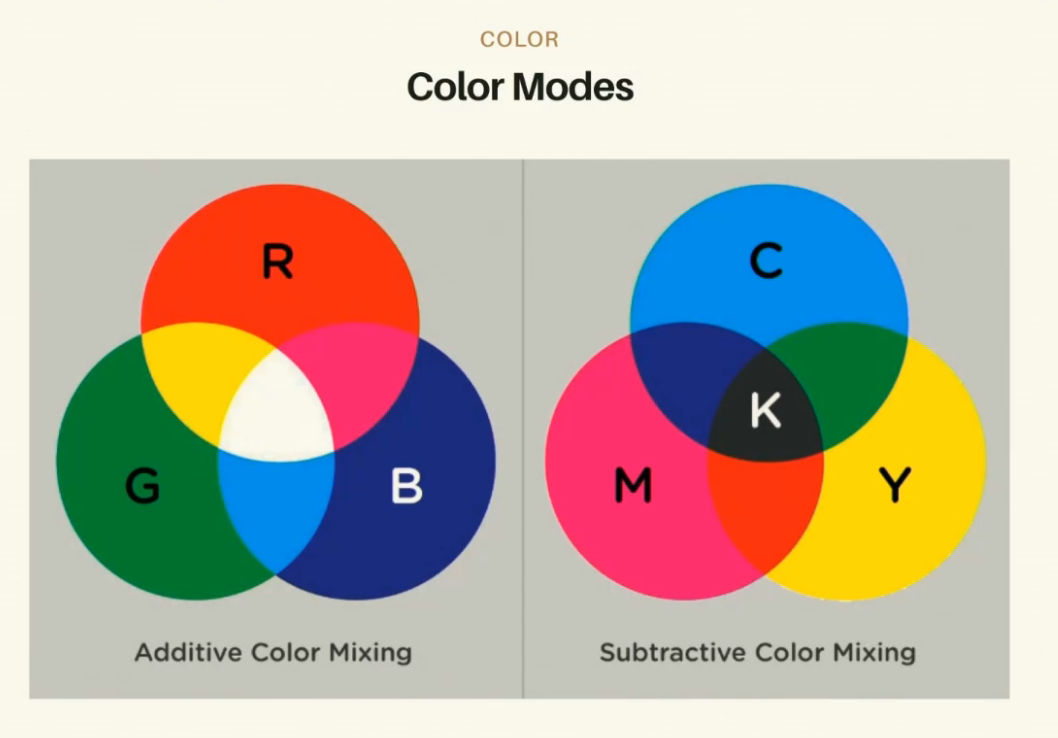 COLOR
Color Modes
R
G
B
Additive Color Mixing
C
M
K
Y
Subtractive Color Mixing